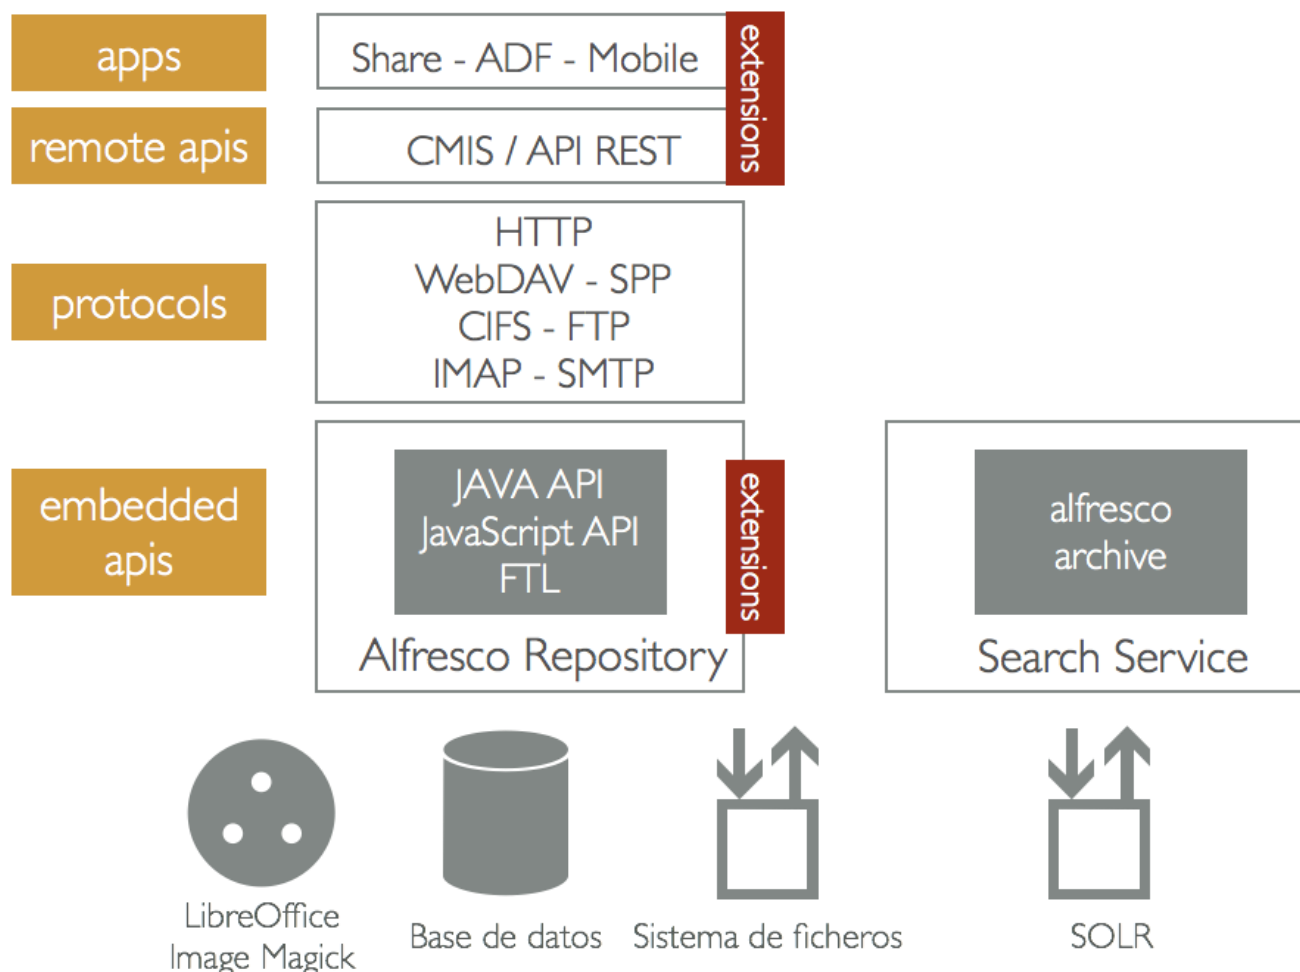 apps
Share - ADF - Mobile
extensions
remote apis
CMIS / API REST
protocols
HTTP
WebDAV - SPP
CIFS - FTP
IMAP - SMTP
embedded
apis
JAVA API
JavaScript API
FTL
extensions
Alfresco Repository
alfresco
archive
Search Service
LibreOffice
Image Magick
Base de datos
Sistema de ficheros
SOLR